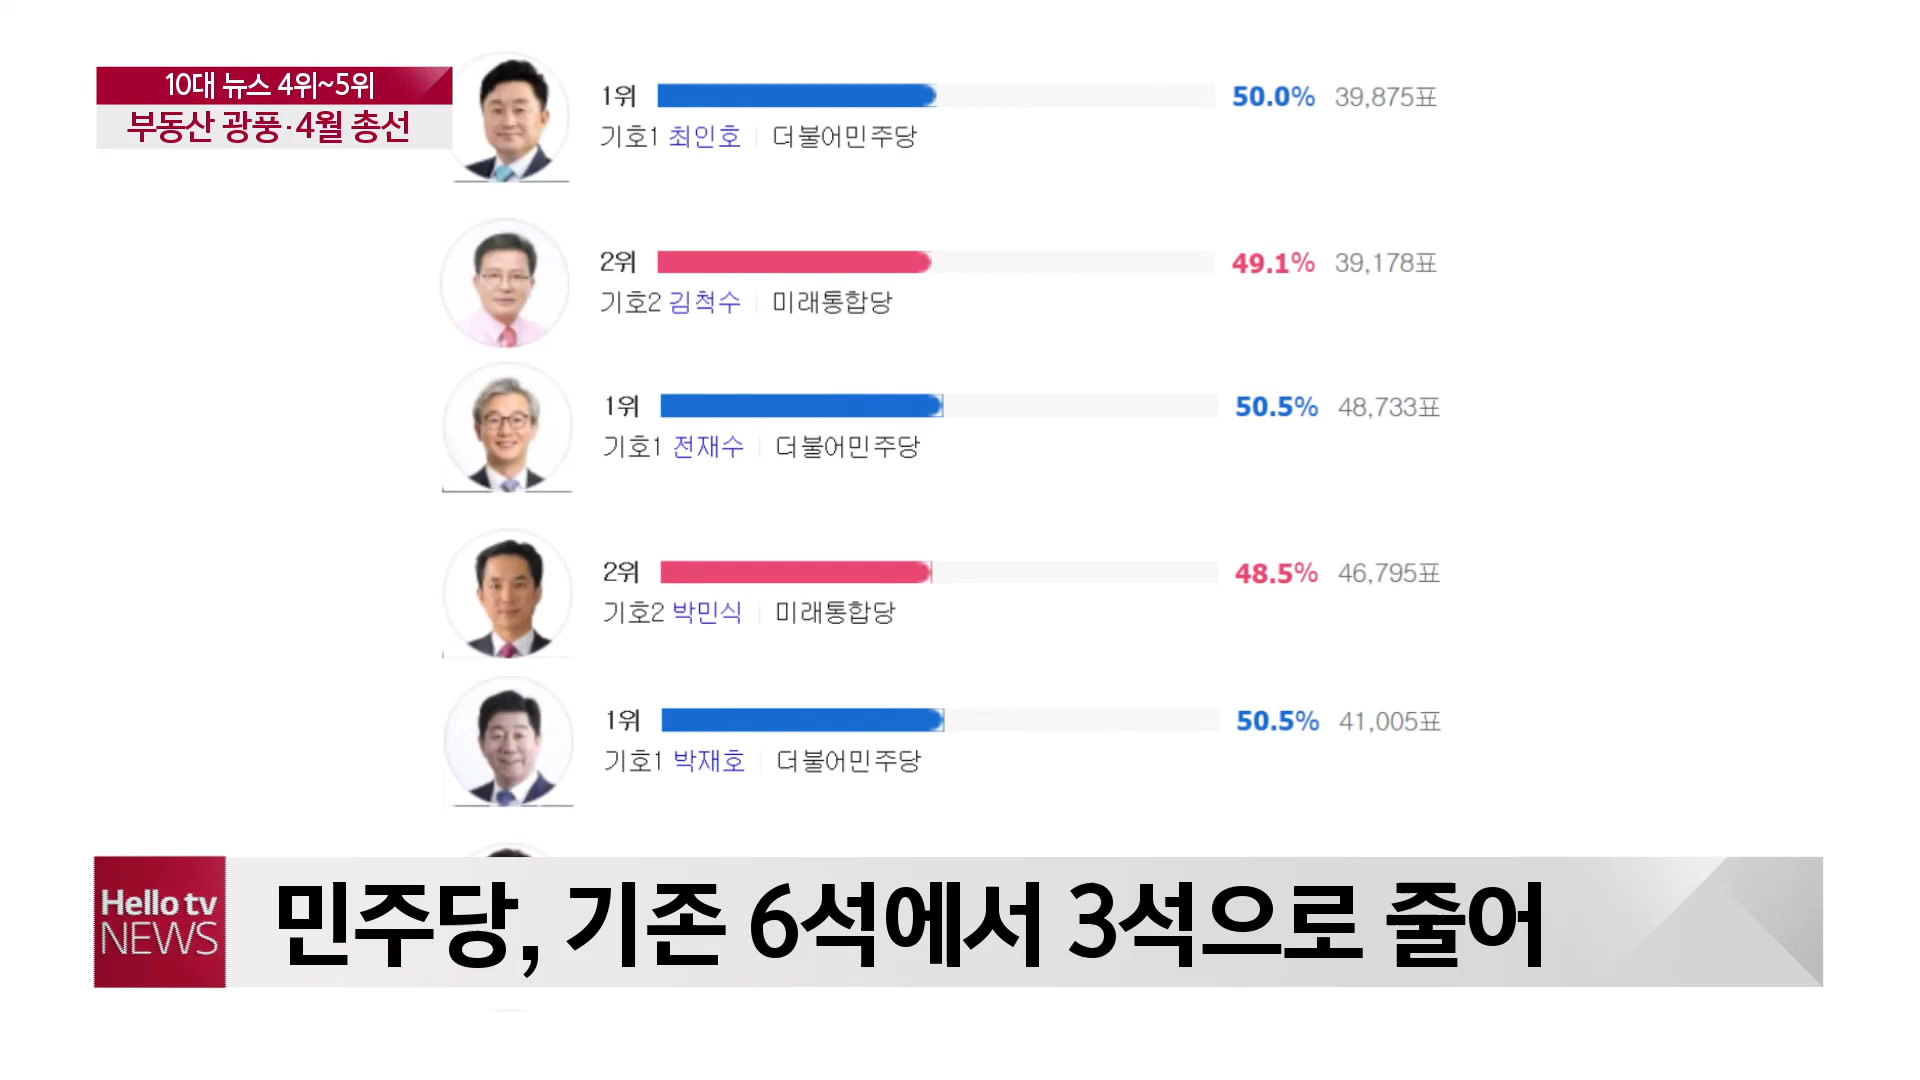 10대 뉴스 4위~5위
부동산 광풍·4월 총선
1위 50.0% 39,875표
기호1 최인호 더불어민주당
2위 49.1% 39,178표
기호2 김척수 미래통합당
1위 50.5% 48,733표
기호1 전재수 더불어민주당
2위 48.5% 46,795표
기호2 박민식 미래통합당
1위 50.5% 41,005표
기호1 박재호 더불어민주당
Hello tv
NEWS
민주당, 기존 6석에서 3석으로 줄어